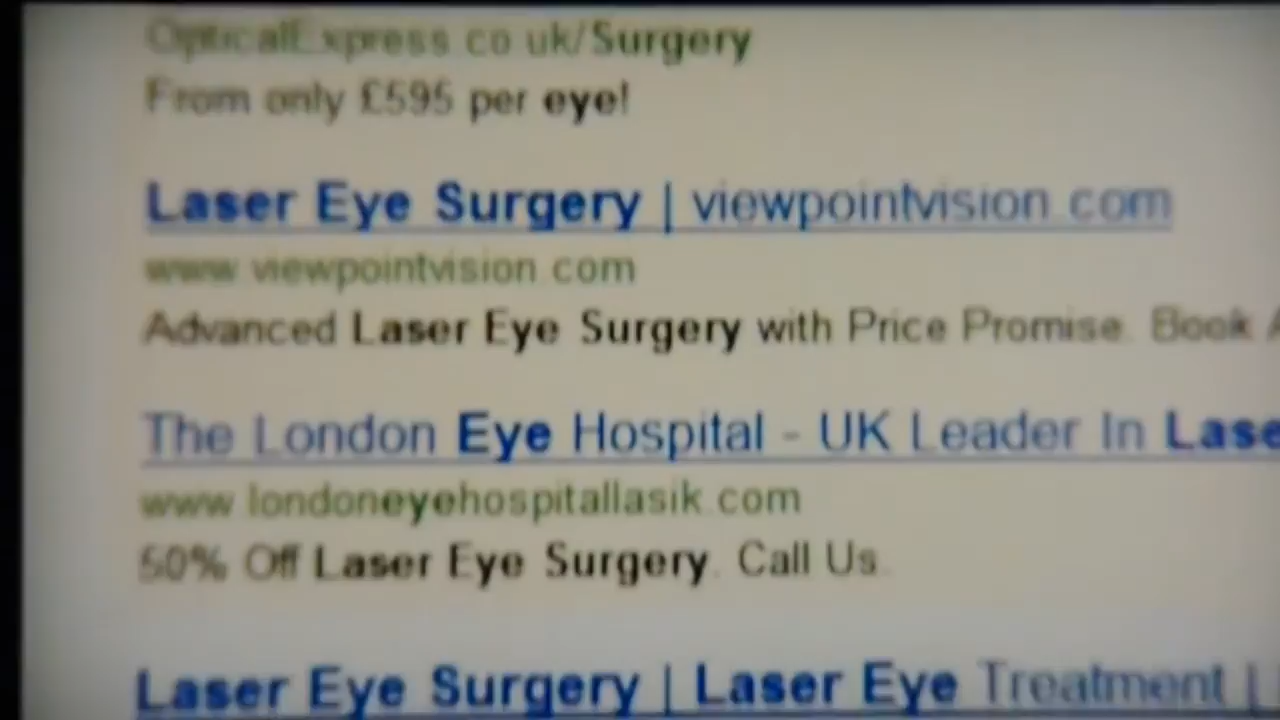 OpticalExpress.co.uk/Surgery
From only £595 per eye!
Laser Eye Surgery | viewpointvision.com
www.viewpointvision.com
Advanced Laser Eye Surgery with Price Promise. Book
The London Eye Hospital - UK Leader In Lase
www.londoneyehospitallasik.com
50% Off Laser Eye Surgery. Call Us.
Laser Eye Surgery | Laser Eye Treatment |